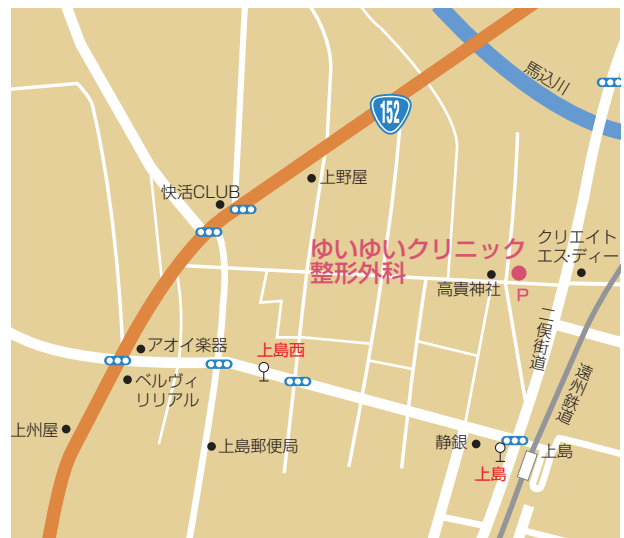 馬込川
152
上野屋
快活CLUB
ゆいゆいクリニック
整形外科
クリエイト
エス・ディー
高貴神社
P
二俣街道
遠州鉄道
アオイ楽器
上島西
ベルヴィ
リリアル
上州屋
上島郵便局
静銀
上島
上島